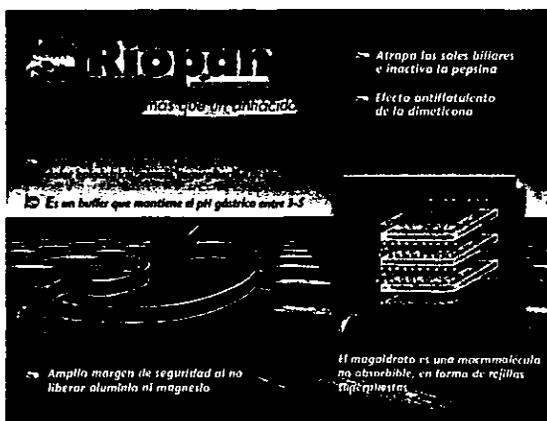 Riopan
más que un antiácido
Atrapa las sales biliares
e inactiva la pepsina
Efecto antiflatulento
de la dimeticona
Es un buffer que mantiene el pH gástrico entre 3-5
Amplio margen de seguridad al no
liberar aluminio ni magnesio
El magaldrato es una macromolécula
no absorbible, en forma de rejillas
superpuestas